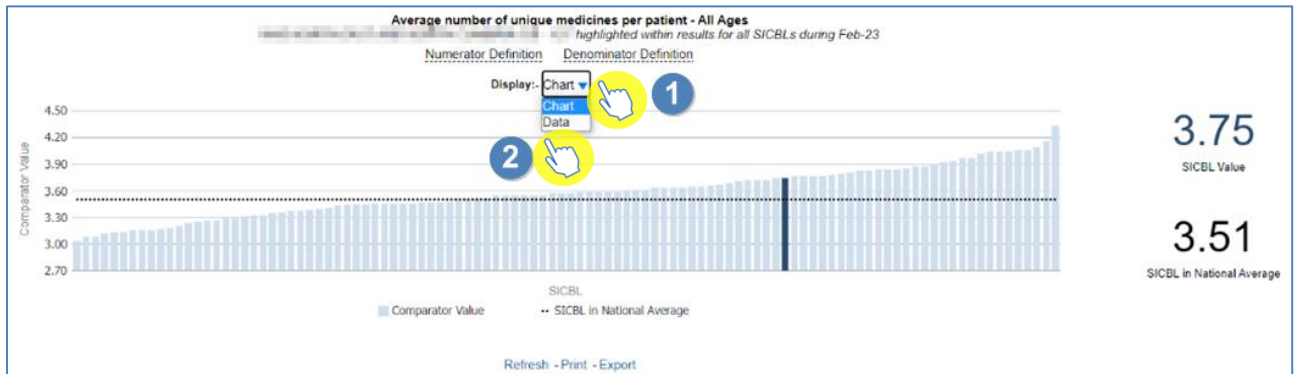 Average number of unique medicines per patient - All Ages
highlighted within results for all SICBLs during Feb-23
Numerator Definition Denominator Definition
Display:- Chart
Chart
Data
1
2
4.50
4.20
3.90
3.60
3.30
3.00
2.70
Comparator Value
SICBL
Comparator Value SICBL in National Average
3.75
SICBL Value
3.51
SICBL in National Average
Refresh - Print - Export